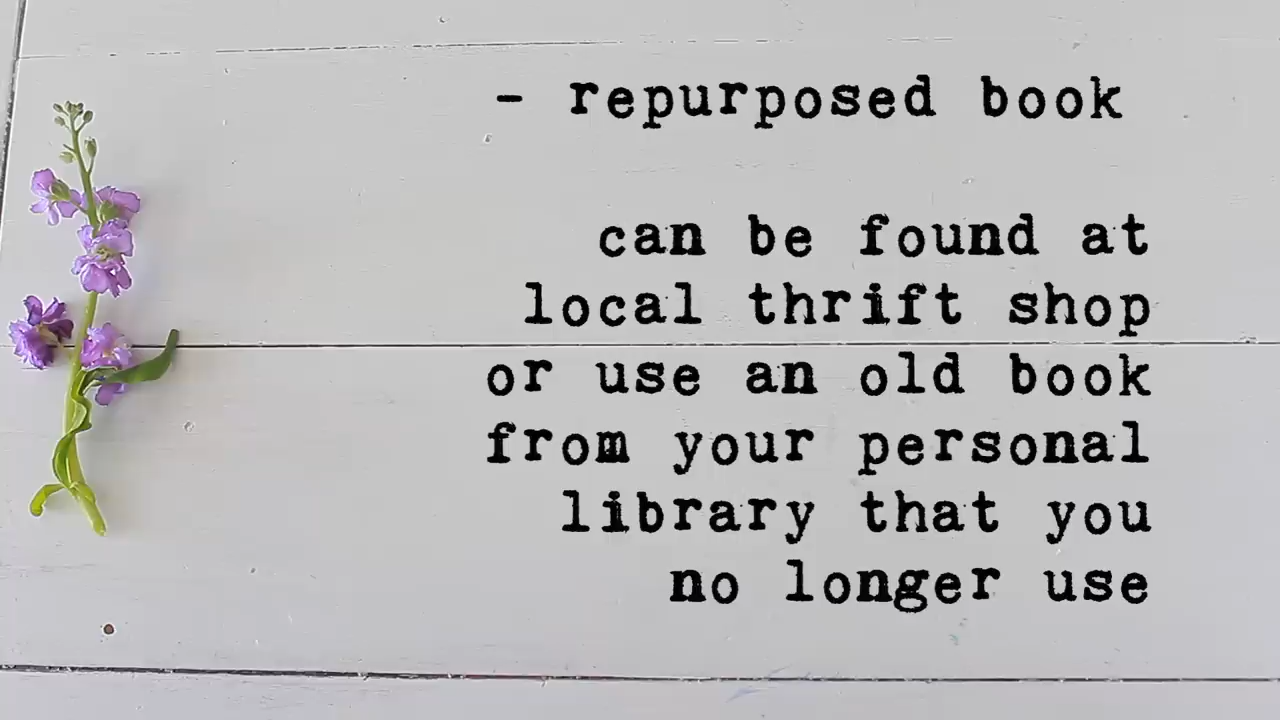 - repurposed book
can be found at
local thrift shop
or use an old book
from your personal
library that you
no longer use